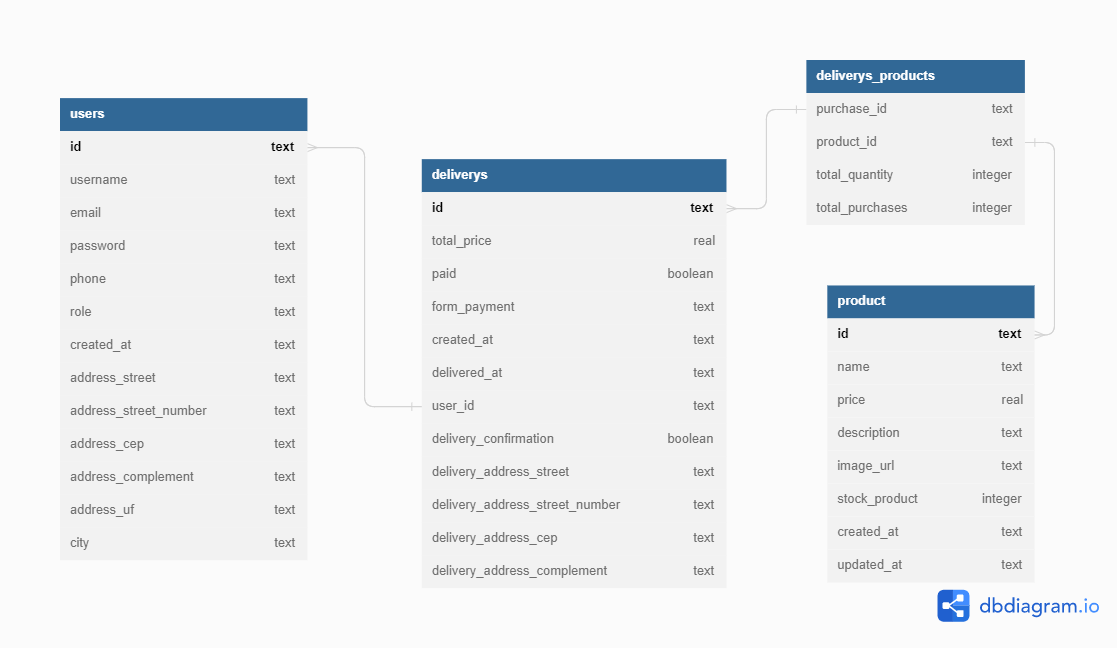 users
id text
username text
email text
password text
phone text
role text
created_at text
address_street text
address_street_number text
address_cep text
address_complement text
address_uf text
city text
deliverys
id text
total_price real
paid boolean
form_payment text
created_at text
delivered_at text
user_id text
delivery_confirmation boolean
delivery_address_street text
delivery_address_street_number text
delivery_address_cep text
delivery_address_complement text
deliverys_products
purchase_id text
product_id text
total_quantity integer
total_purchases integer
product
id text
name text
price real
description text
image_url text
stock_product integer
created_at text
updated_at text
dbdiagram.io